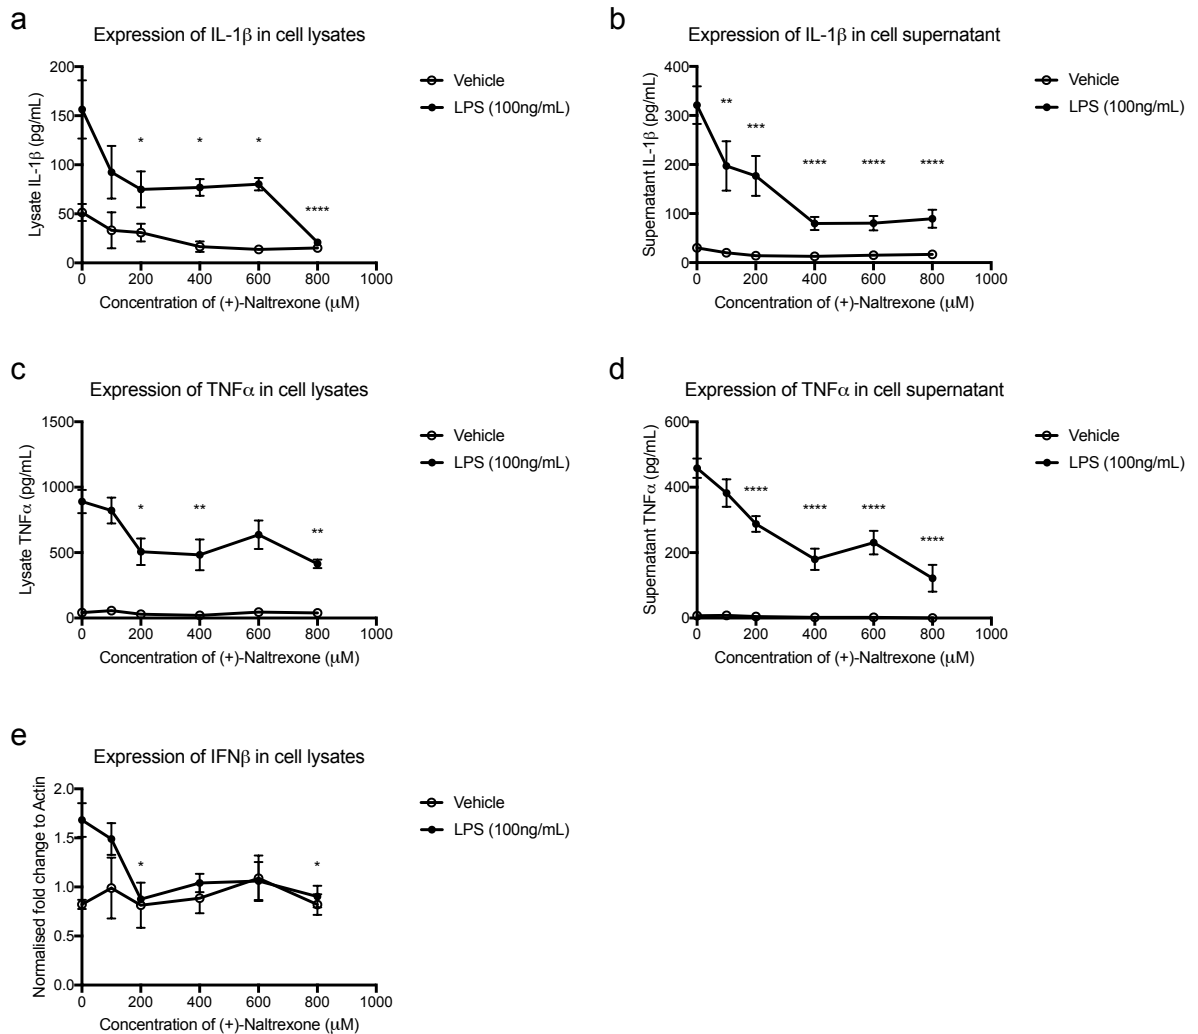 a
Expression of IL-1β in cell lysates
Lysate IL-1β (pg/mL)
200
150
100
50
0
* * * ****
0 200 400 600 800 1000
Concentration of (+)-Naltrexone (μM)
Vehicle
LPS (100ng/mL)
b
Expression of IL-1β in cell supernatant
Supernatant IL-1β (pg/mL)
400
300
200
100
0
** *** **** **** ****
0 200 400 600 800 1000
Concentration of (+)-Naltrexone (μM)
Vehicle
LPS (100ng/mL)
c
Expression of TNFα in cell lysates
Lysate TNFα (pg/mL)
1500
1000
500
0
* ** **
0 200 400 600 800 1000
Concentration of (+)-Naltrexone (μM)
Vehicle
LPS (100ng/mL)
d
Expression of TNFα in cell supernatant
Supernatant TNFα (pg/mL)
600
400
200
0
**** **** **** ****
0 200 400 600 800 1000
Concentration of (+)-Naltrexone (μM)
Vehicle
LPS (100ng/mL)
e
Expression of IFNβ in cell lysates
Normalised fold change to Actin
2.0
1.5
1.0
0.5
0.0
* *
0 200 400 600 800 1000
Concentration of (+)-Naltrexone (μM)
Vehicle
LPS (100ng/mL)